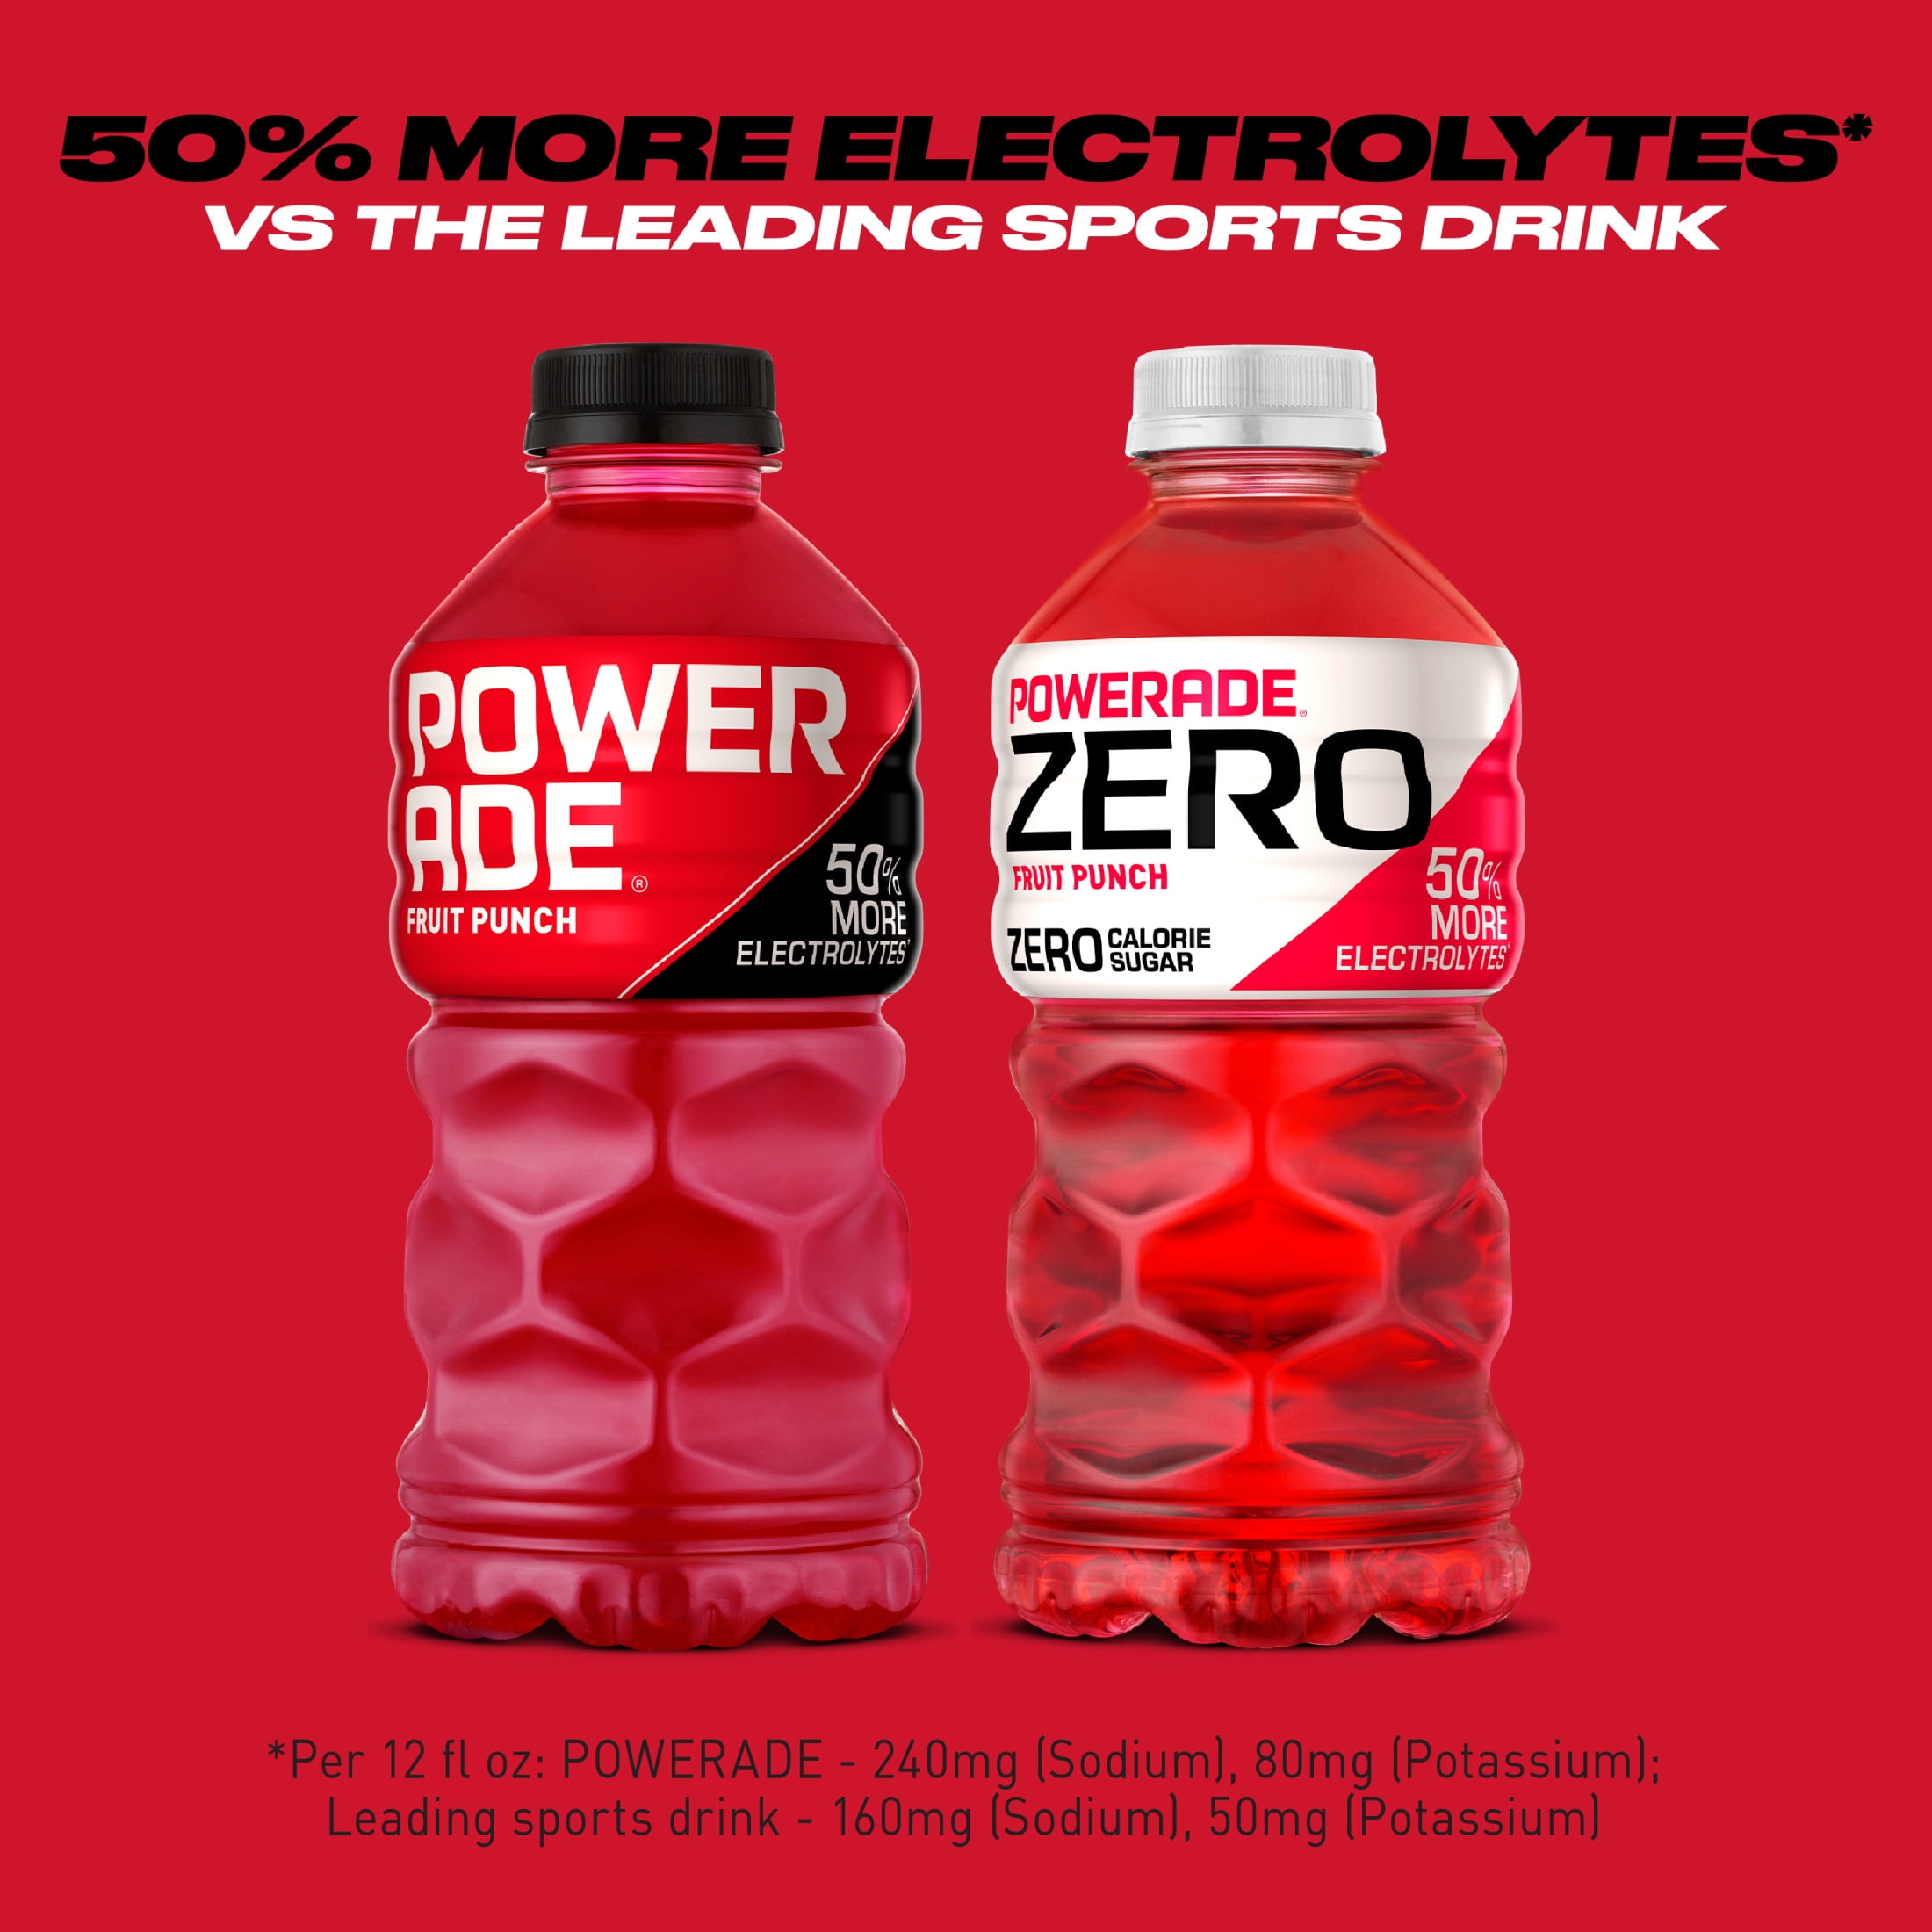 50% MORE ELECTROLYTES*
VS THE LEADING SPORTS DRINK
POWER
ADE®
FRUIT PUNCH
50%
MORE
ELECTROLYTES*
POWERADE®
ZERO
FRUIT PUNCH
ZERO CALORIE
SUGAR
50%
MORE
ELECTROLYTES*
*Per 12 fl oz: POWERADE - 240mg (Sodium), 80mg (Potassium);
Leading sports drink - 160mg (Sodium), 50mg (Potassium)